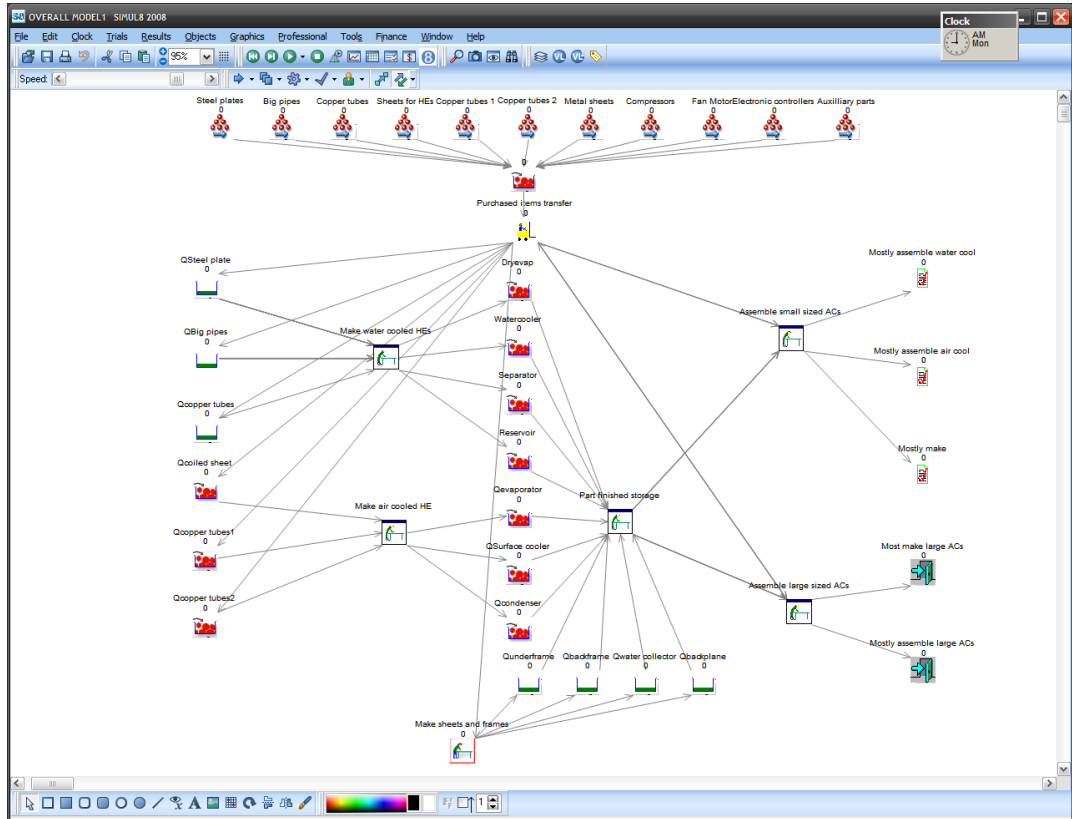 OVERALL MODEL1 SIMUL8 2008
Clock
AM
Mon
File Edit Clock Trials Results Objects Graphics Professional Tools Finance Window Help
95%
Speed:
Steel plates Big pipes Copper tubes Sheets for HEs Copper tubes 1 Copper tubes 2 Metal sheets Compressors Fan Motor Electronic controllers Auxilliary parts
0 0 0 0 0 0 0 0 0 0 0
0
Purchased items transfer
0
Mostly assemble water cool
0
QSteel plate
0
Dryevap
0
Assemble small sized ACs
0
Watercooler
0
QBig pipes
0
Make water cooled HEs
0
Mostly assemble air cool
0
Separator
0
Qcopper tubes
0
Reservoir
0
Mostly make
0
Qcoiled sheet
0
Qevaporator
0
Part finished storage
0
Make air cooled HE
0
Qcopper tubes1
0
QSurface cooler
0
Most make large ACs
0
Assemble large sized ACs
0
Qcopper tubes2
0
Qcondenser
0
Mostly assemble large ACs
0
Qunderframe Qbackframe Qwater collector Qbackplane
0 0 0 0
Make sheets and frames
0
1